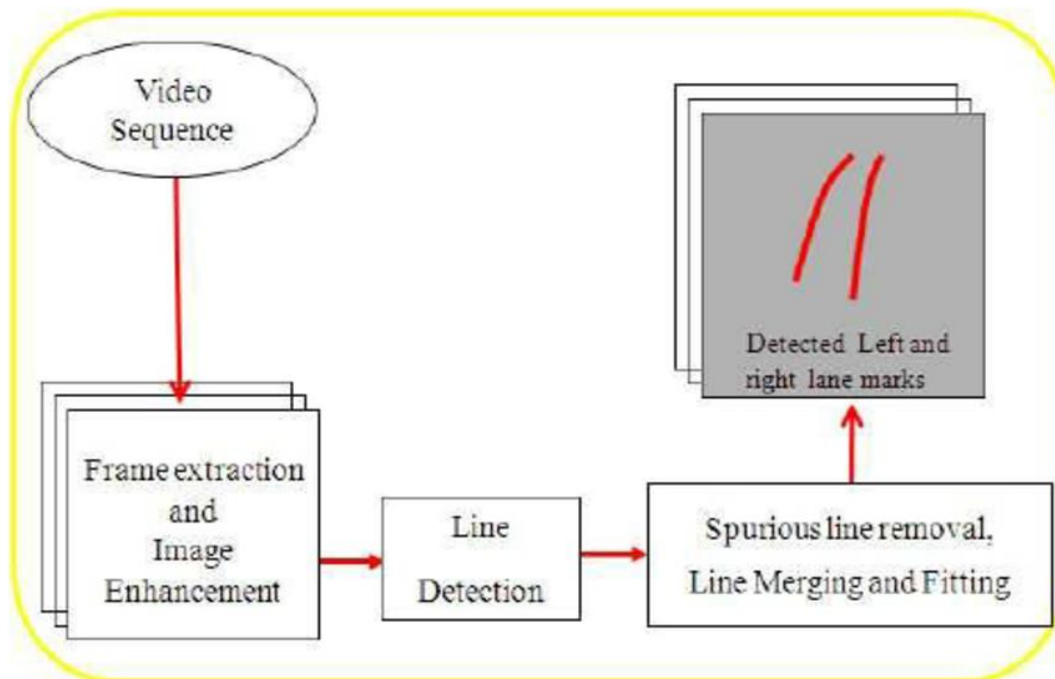 Video
Sequence
Frame extraction
and
Image
Enhancement
Line
Detection
Spurious line removal,
Line Merging and Fitting
Detected Left and
right lane marks